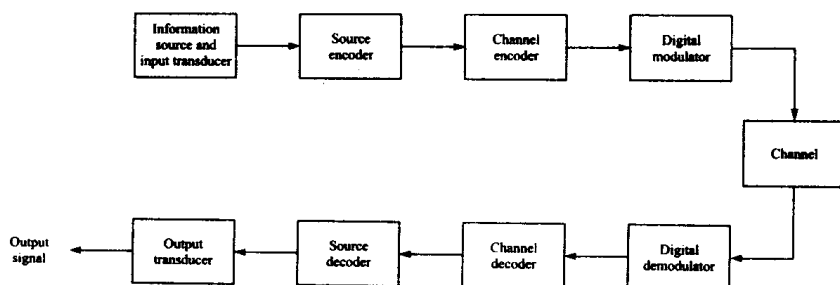 Information
source and
input transducer
Source
encoder
Channel
encoder
Digital
modulator
Channel
Output
signal
Output
transducer
Source
decoder
Channel
decoder
Digital
demodulator